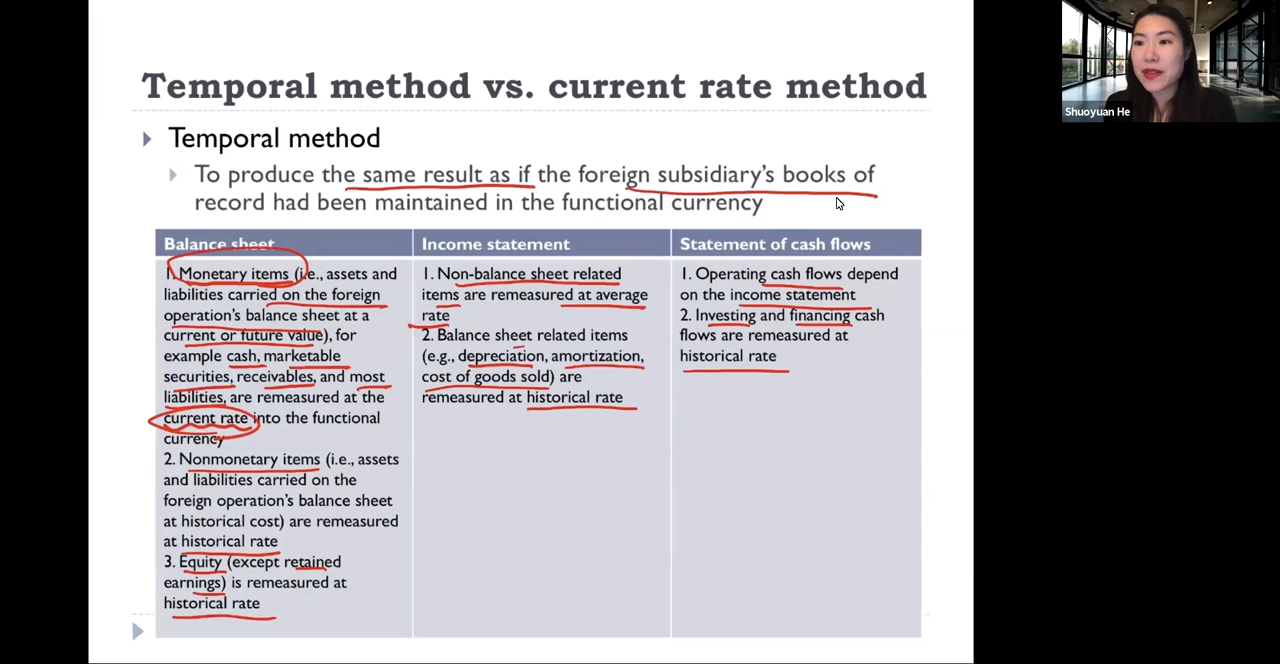 Temporal method vs. current rate method
Temporal method
To produce the same result as if the foreign subsidiary's books of
record had been maintained in the functional currency
Balance sheet
1. Monetary items (i.e., assets and
liabilities carried on the foreign
operation's balance sheet at a
current or future value), for
example cash, marketable
securities, receivables, and most
liabilities, are remeasured at the
current rate into the functional
currency
2. Nonmonetary items (i.e., assets
and liabilities carried on the
foreign operation's balance sheet
at historical cost) are remeasured
at historical rate
3. Equity (except retained
earnings) is remeasured at
historical rate
Income statement
1. Non-balance sheet related
items are remeasured at average
rate
2. Balance sheet related items
(e.g., depreciation, amortization,
cost of goods sold) are
remeasured at historical rate
Statement of cash flows
1. Operating cash flows depend
on the income statement
2. Investing and financing cash
flows are remeasured at
historical rate
Shuoyuan He